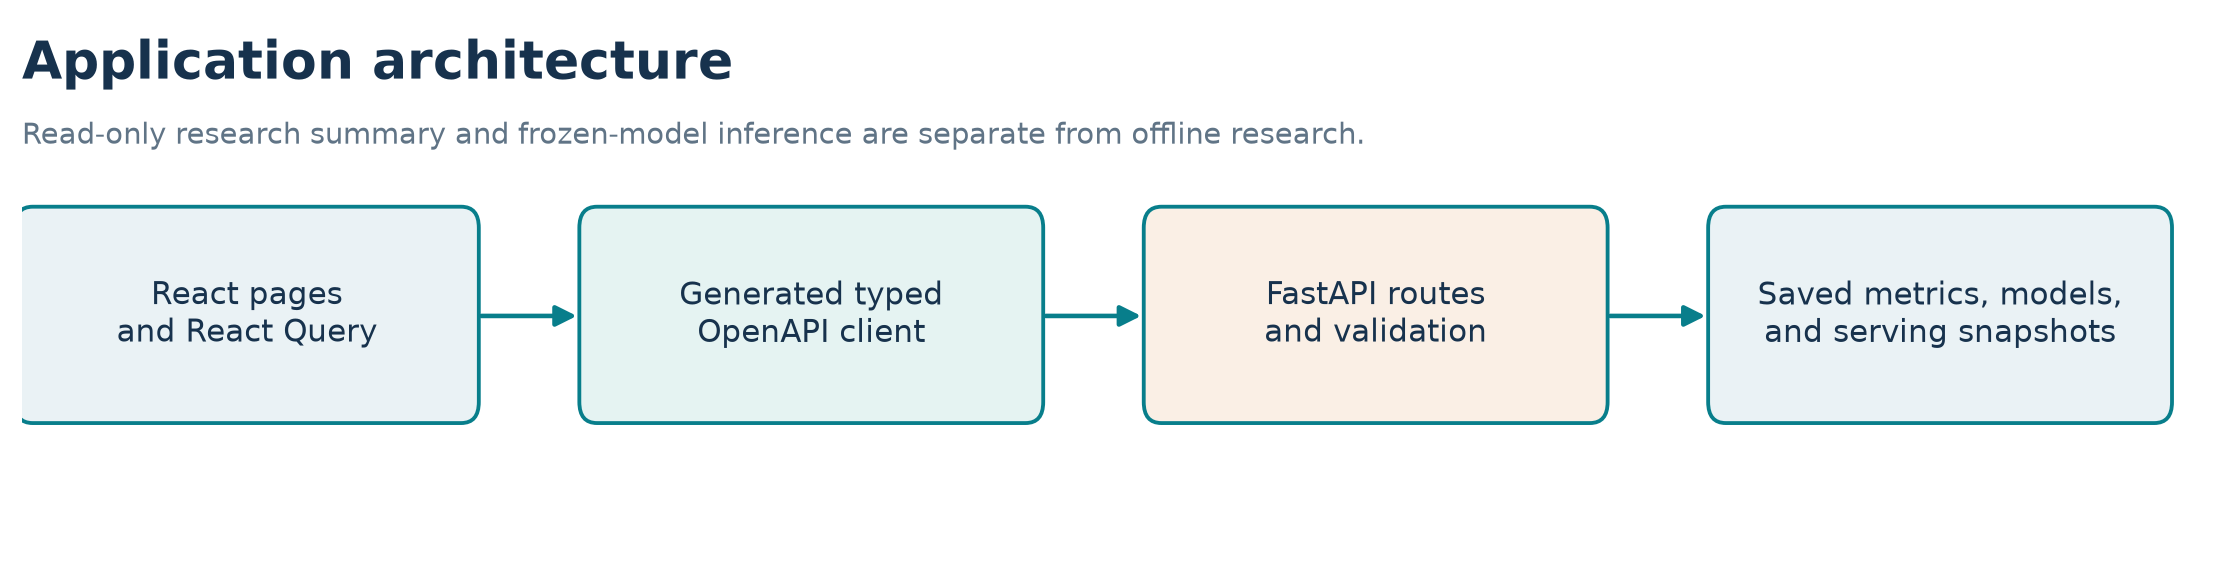 Application architecture
Read-only research summary and frozen-model inference are separate from offline research.
React pages
and React Query
Generated typed
OpenAPI client
FastAPI routes
and validation
Saved metrics, models,
and serving snapshots